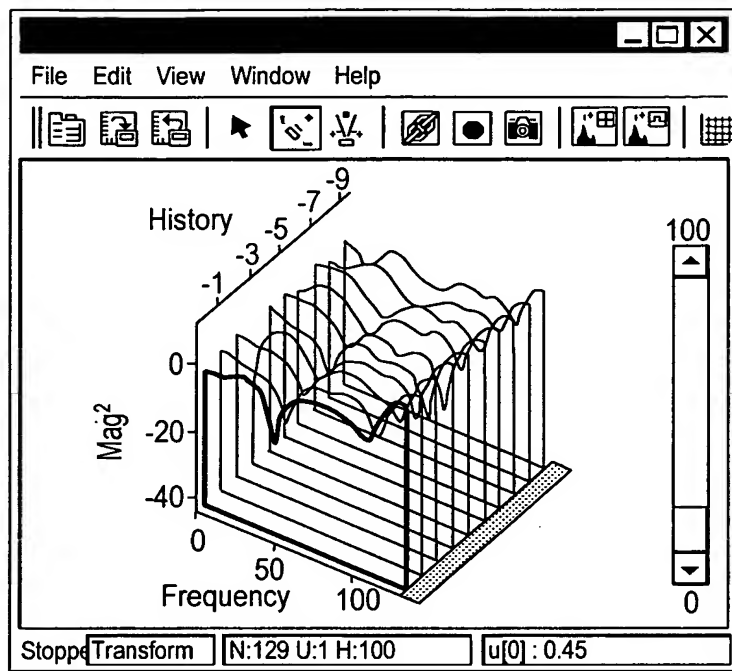 File Edit View Window Help
History
-1 -3 -5 -7 -9
100
0
-20
-40
Mag²
0 50 100
Frequency
0
Stoppe Transform N:129 U:1 H:100 u[0] : 0.45